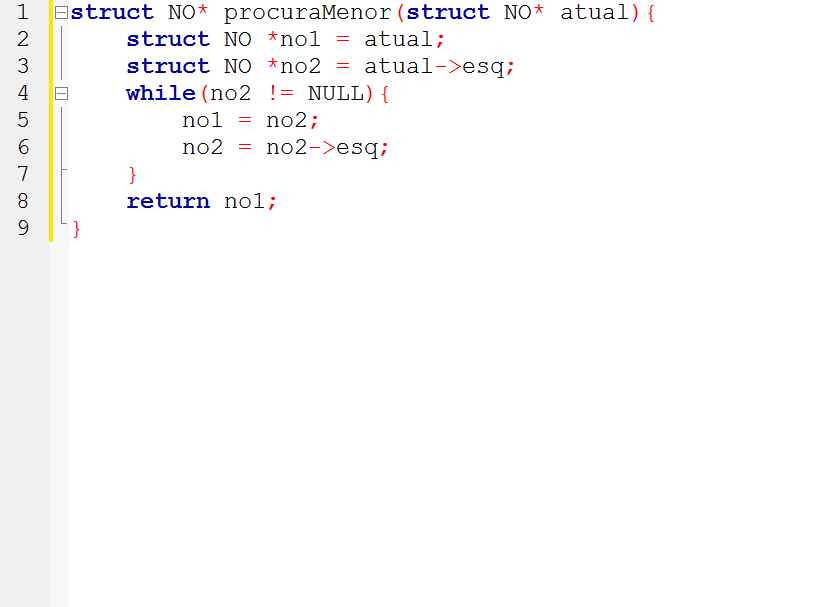 1 struct NO* procuraMenor(struct NO* atual){
2     struct NO *no1 = atual;
3     struct NO *no2 = atual->esq;
4     while(no2 != NULL){
5         no1 = no2;
6         no2 = no2->esq;
7     }
8     return no1;
9 }